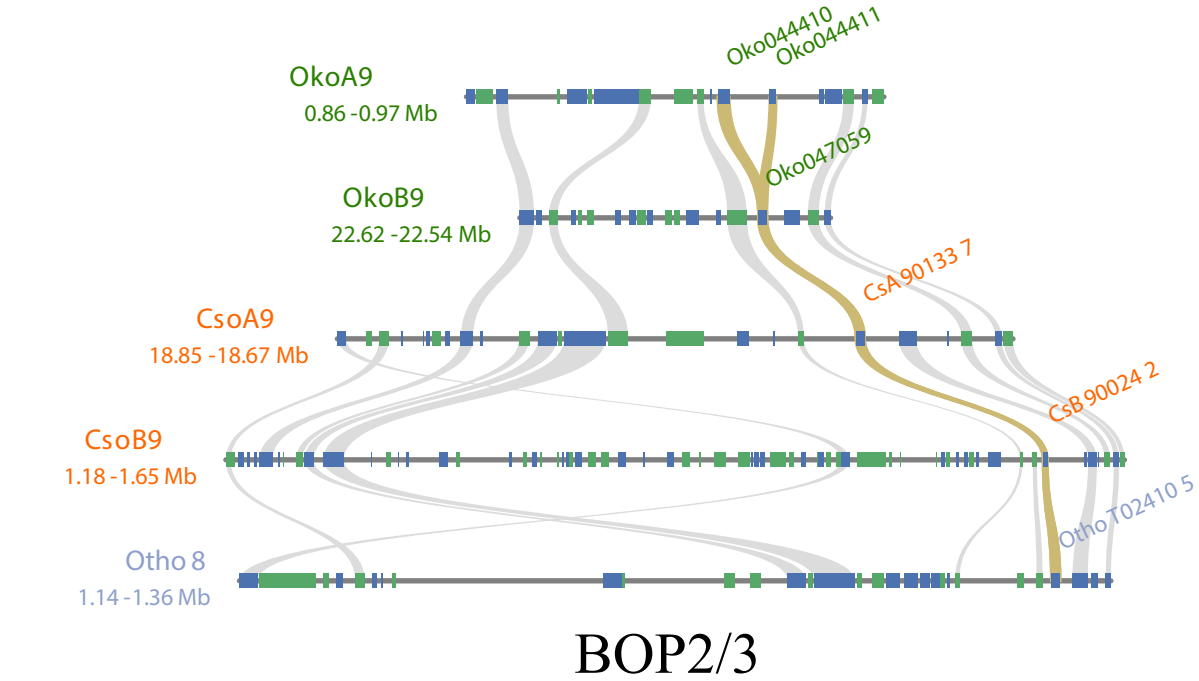 Oko044410
Oko044411
OkoA9
0.86 -0.97 Mb
Oko047059
OkoB9
22.62 -22.54 Mb
CsA 90133 7
CsoA9
18.85 -18.67 Mb
CsB 90024 2
CsoB9
1.18 -1.65 Mb
Otho T02410 5
Otho 8
1.14 -1.36 Mb
BOP2/3